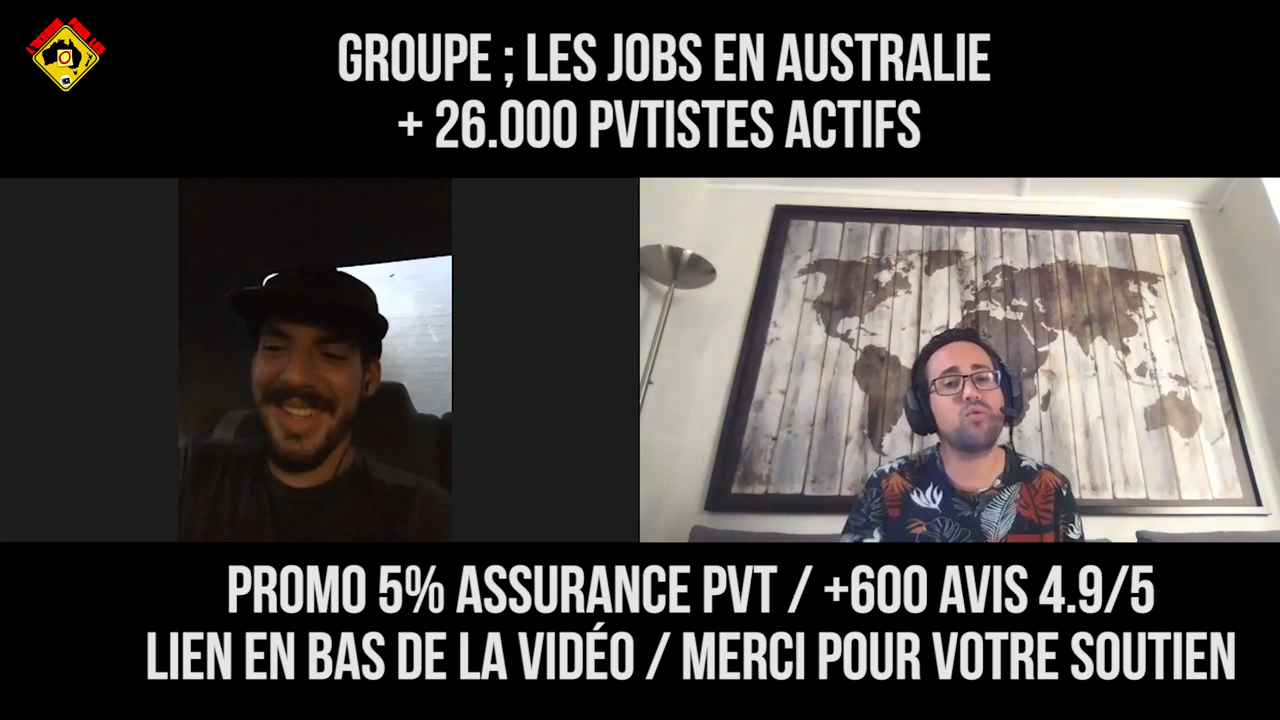 GROUPE ; LES JOBS EN AUSTRALIE
+ 26.000 PVTISTES ACTIFS
PROMO 5% ASSURANCE PVT / +600 AVIS 4.9/5
LIEN EN BAS DE LA VIDÉO / MERCI POUR VOTRE SOUTIEN